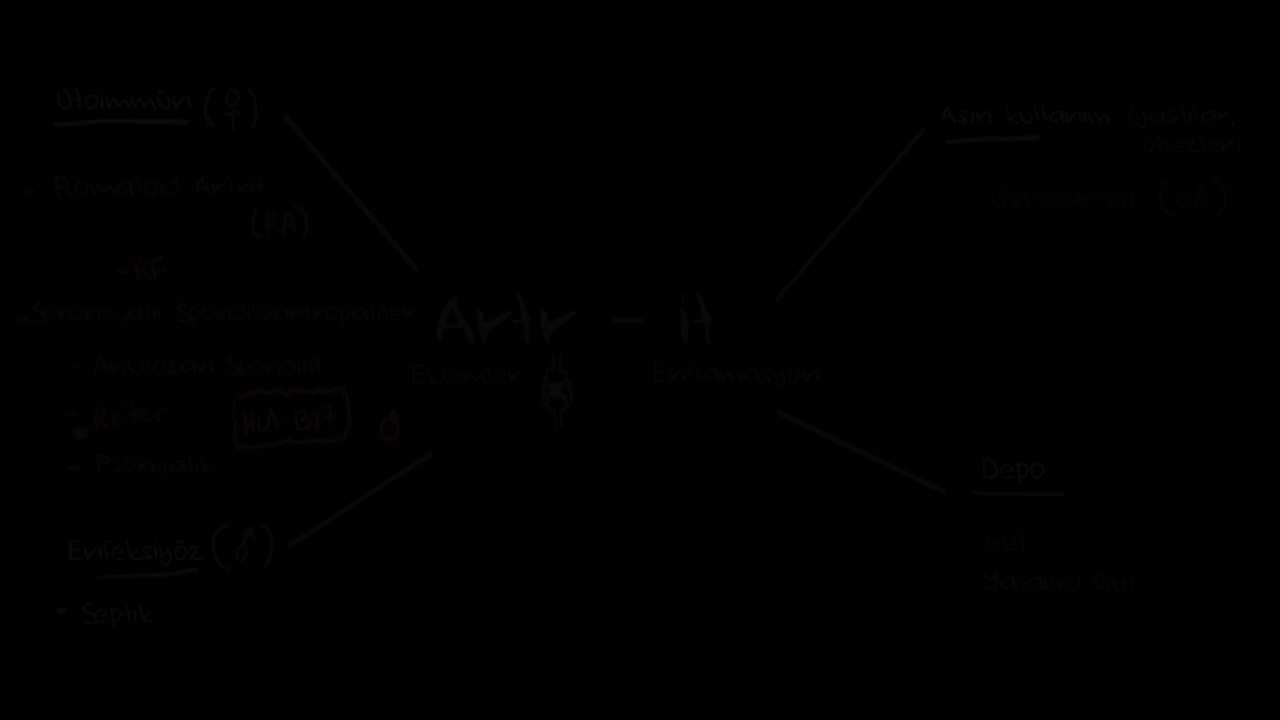 Otoimmün (♀)
Romatoid Artrit
(RA)
RF
Seronegatif Spondiloartropatiler
Ankilozan Spondilit
Reiter
HLA-B27 ♂
Psöriyatik
Enfeksiyöz (♂)
Septik
Artr - it
Eklemler
Enflamasyon
Aşırı kullanım (yaşlılar,
obezler)
Osteoartrit (OA)
Depo
Gut
Yalancı Gut